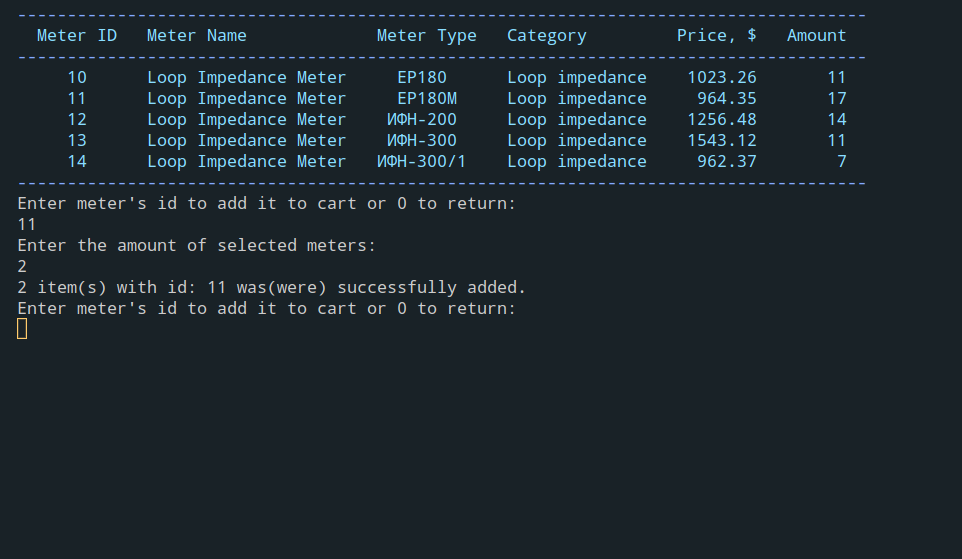 -------------------------------------------------------------------------------------
Meter ID   Meter Name             Meter Type   Category         Price, $   Amount
-------------------------------------------------------------------------------------
10      Loop Impedance Meter     EP180      Loop impedance    1023.26       11
11      Loop Impedance Meter     EP180M     Loop impedance     964.35       17
12      Loop Impedance Meter    ИФН-200     Loop impedance    1256.48       14
13      Loop Impedance Meter    ИФН-300     Loop impedance    1543.12       11
14      Loop Impedance Meter   ИФН-300/1    Loop impedance     962.37        7
-------------------------------------------------------------------------------------
Enter meter's id to add it to cart or 0 to return:
11
Enter the amount of selected meters:
2
2 item(s) with id: 11 was(were) successfully added.
Enter meter's id to add it to cart or 0 to return: